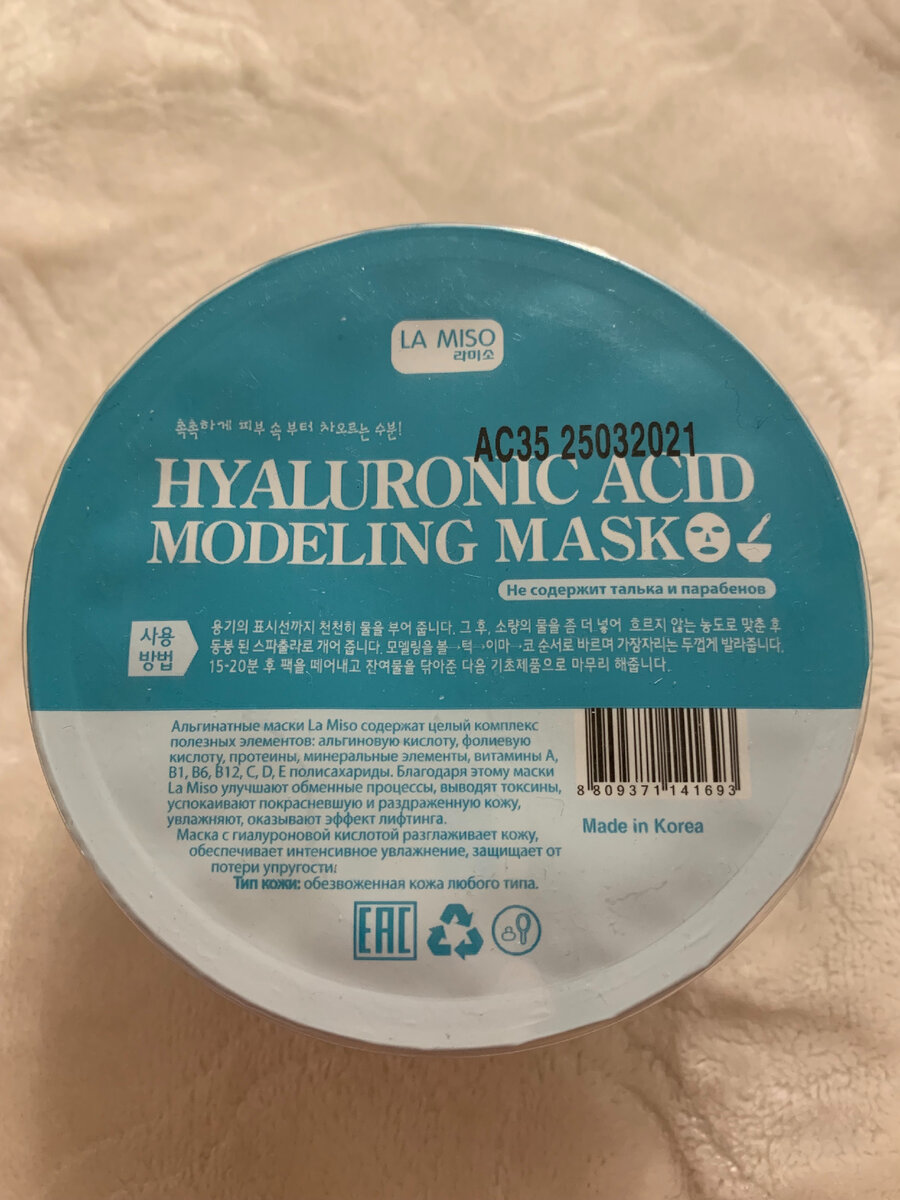 LA MISO
라미소
촉촉하게 피부 속 부터 차오르는 수분!
AC35 25032021
HYALURONIC ACID
MODELING MASK
Не содержит талька и парабенов
사용
방법
용기의 표시선까지 천천히 물을 부어 줍니다. 그 후, 소량의 물을 좀 더 넣어 흐르지 않는 농도로 맞춘 후
동봉 된 스파출라로 개어 줍니다. 모델링을 볼→턱→이마→코 순서로 바르며 가장자리는 두껍게 발라줍니다.
15-20분 후 팩을 떼어내고 잔여물을 닦아준 다음 기초제품으로 마무리 해줍니다.
Альгинатные маски La Miso содержат целый комплекс
полезных элементов: альгиновую кислоту, фолиевую
кислоту, протеины, минеральные элементы, витамины А,
В1, В6, В12, С, D, Е полисахариды. Благодаря этому маски
La Miso улучшают обменные процессы, выводят токсины,
успокаивают покрасневшую и раздраженную кожу,
увлажняют, оказывают эффект лифтинга.
Маска с гиалуроновой кислотой разглаживает кожу,
обеспечивает интенсивное увлажнение, защищает от
потери упругости.
Тип кожи: обезвоженная кожа любого типа.
8 809371 141693
Made in Korea
EAC